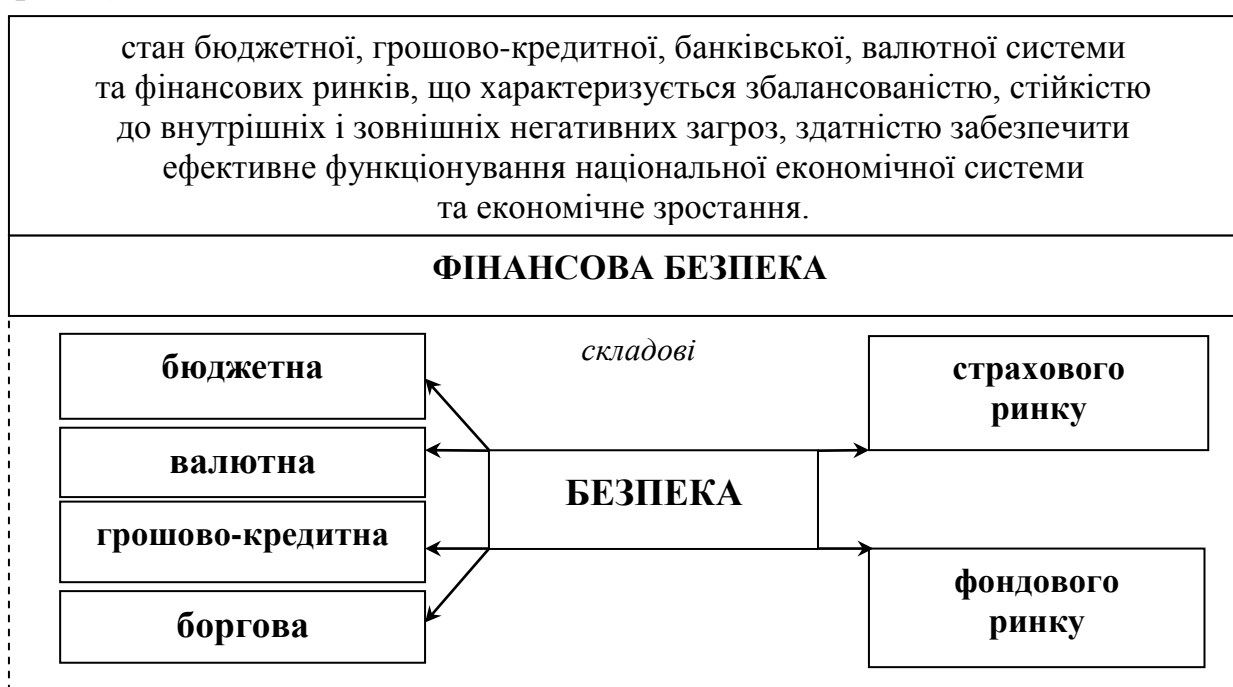 стан бюджетної, грошово-кредитної, банківської, валютної системи
та фінансових ринків, що характеризується збалансованістю, стійкістю
до внутрішніх і зовнішніх негативних загроз, здатністю забезпечити
ефективне функціонування національної економічної системи
та економічне зростання.
ФІНАНСОВА БЕЗПЕКА
складові
бюджетна
валютна
грошово-кредитна
боргова
БЕЗПЕКА
страхового
ринку
фондового
ринку